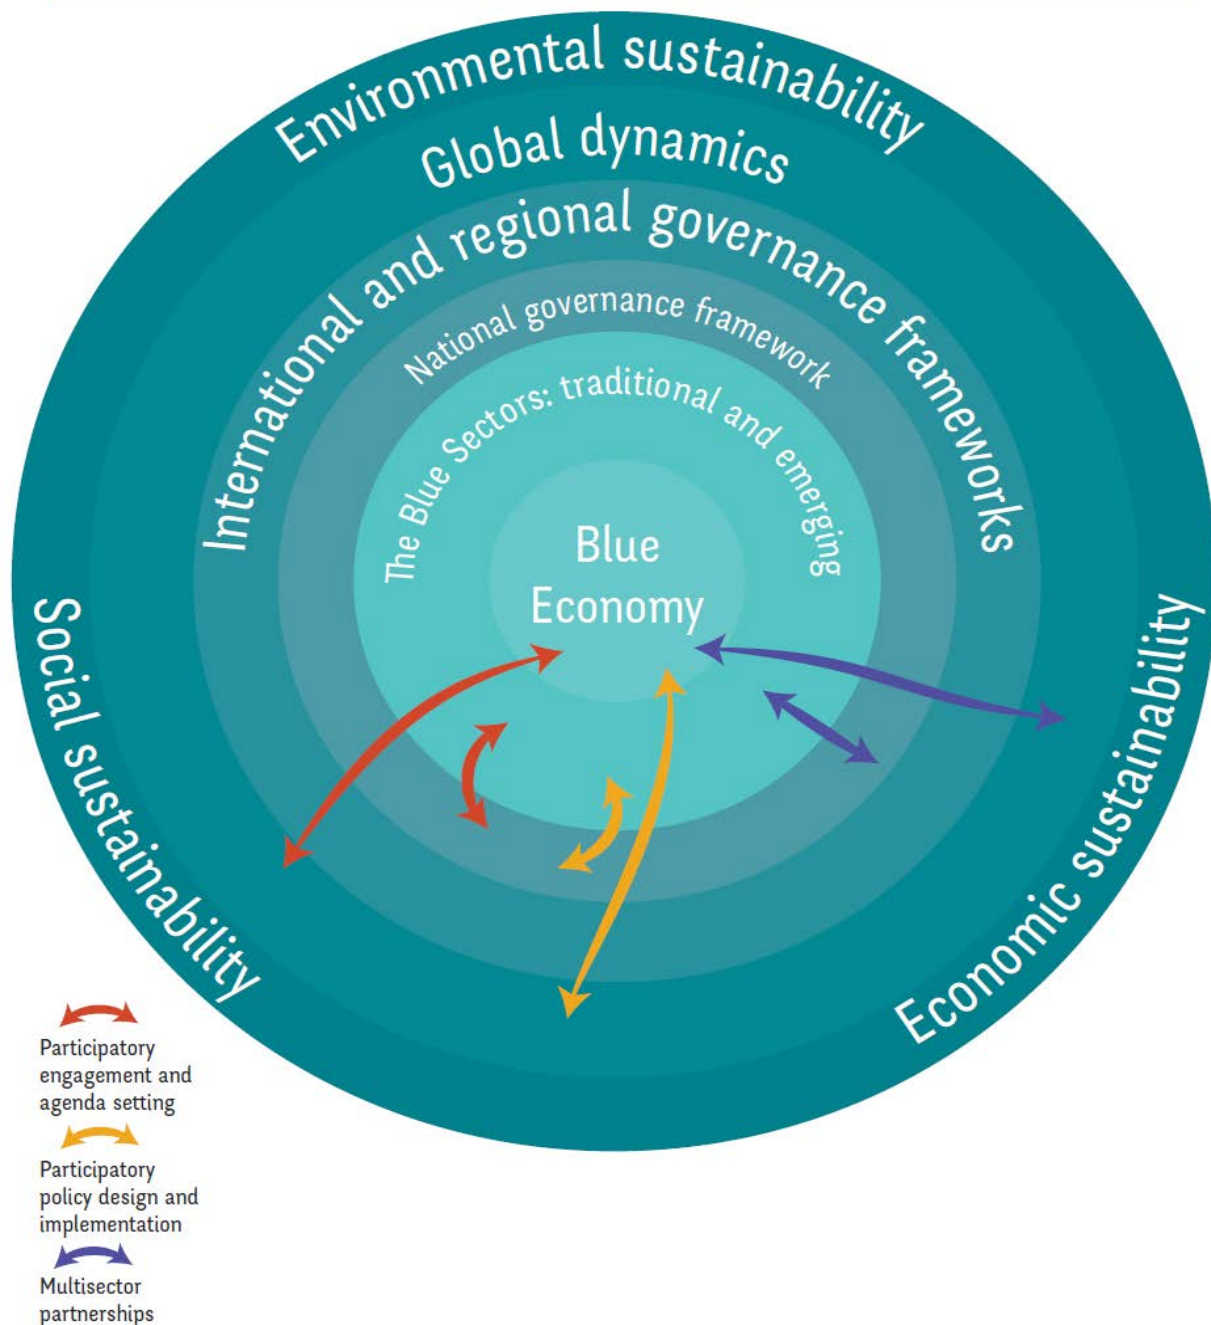 Environmental sustainability
Global dynamics
International and regional governance frameworks
National governance framework
The Blue Sectors: traditional and emerging
Blue
Economy
Social sustainability
Economic sustainability
Participatory
engagement and
agenda setting
Participatory
policy design and
implementation
Multisector
partnerships